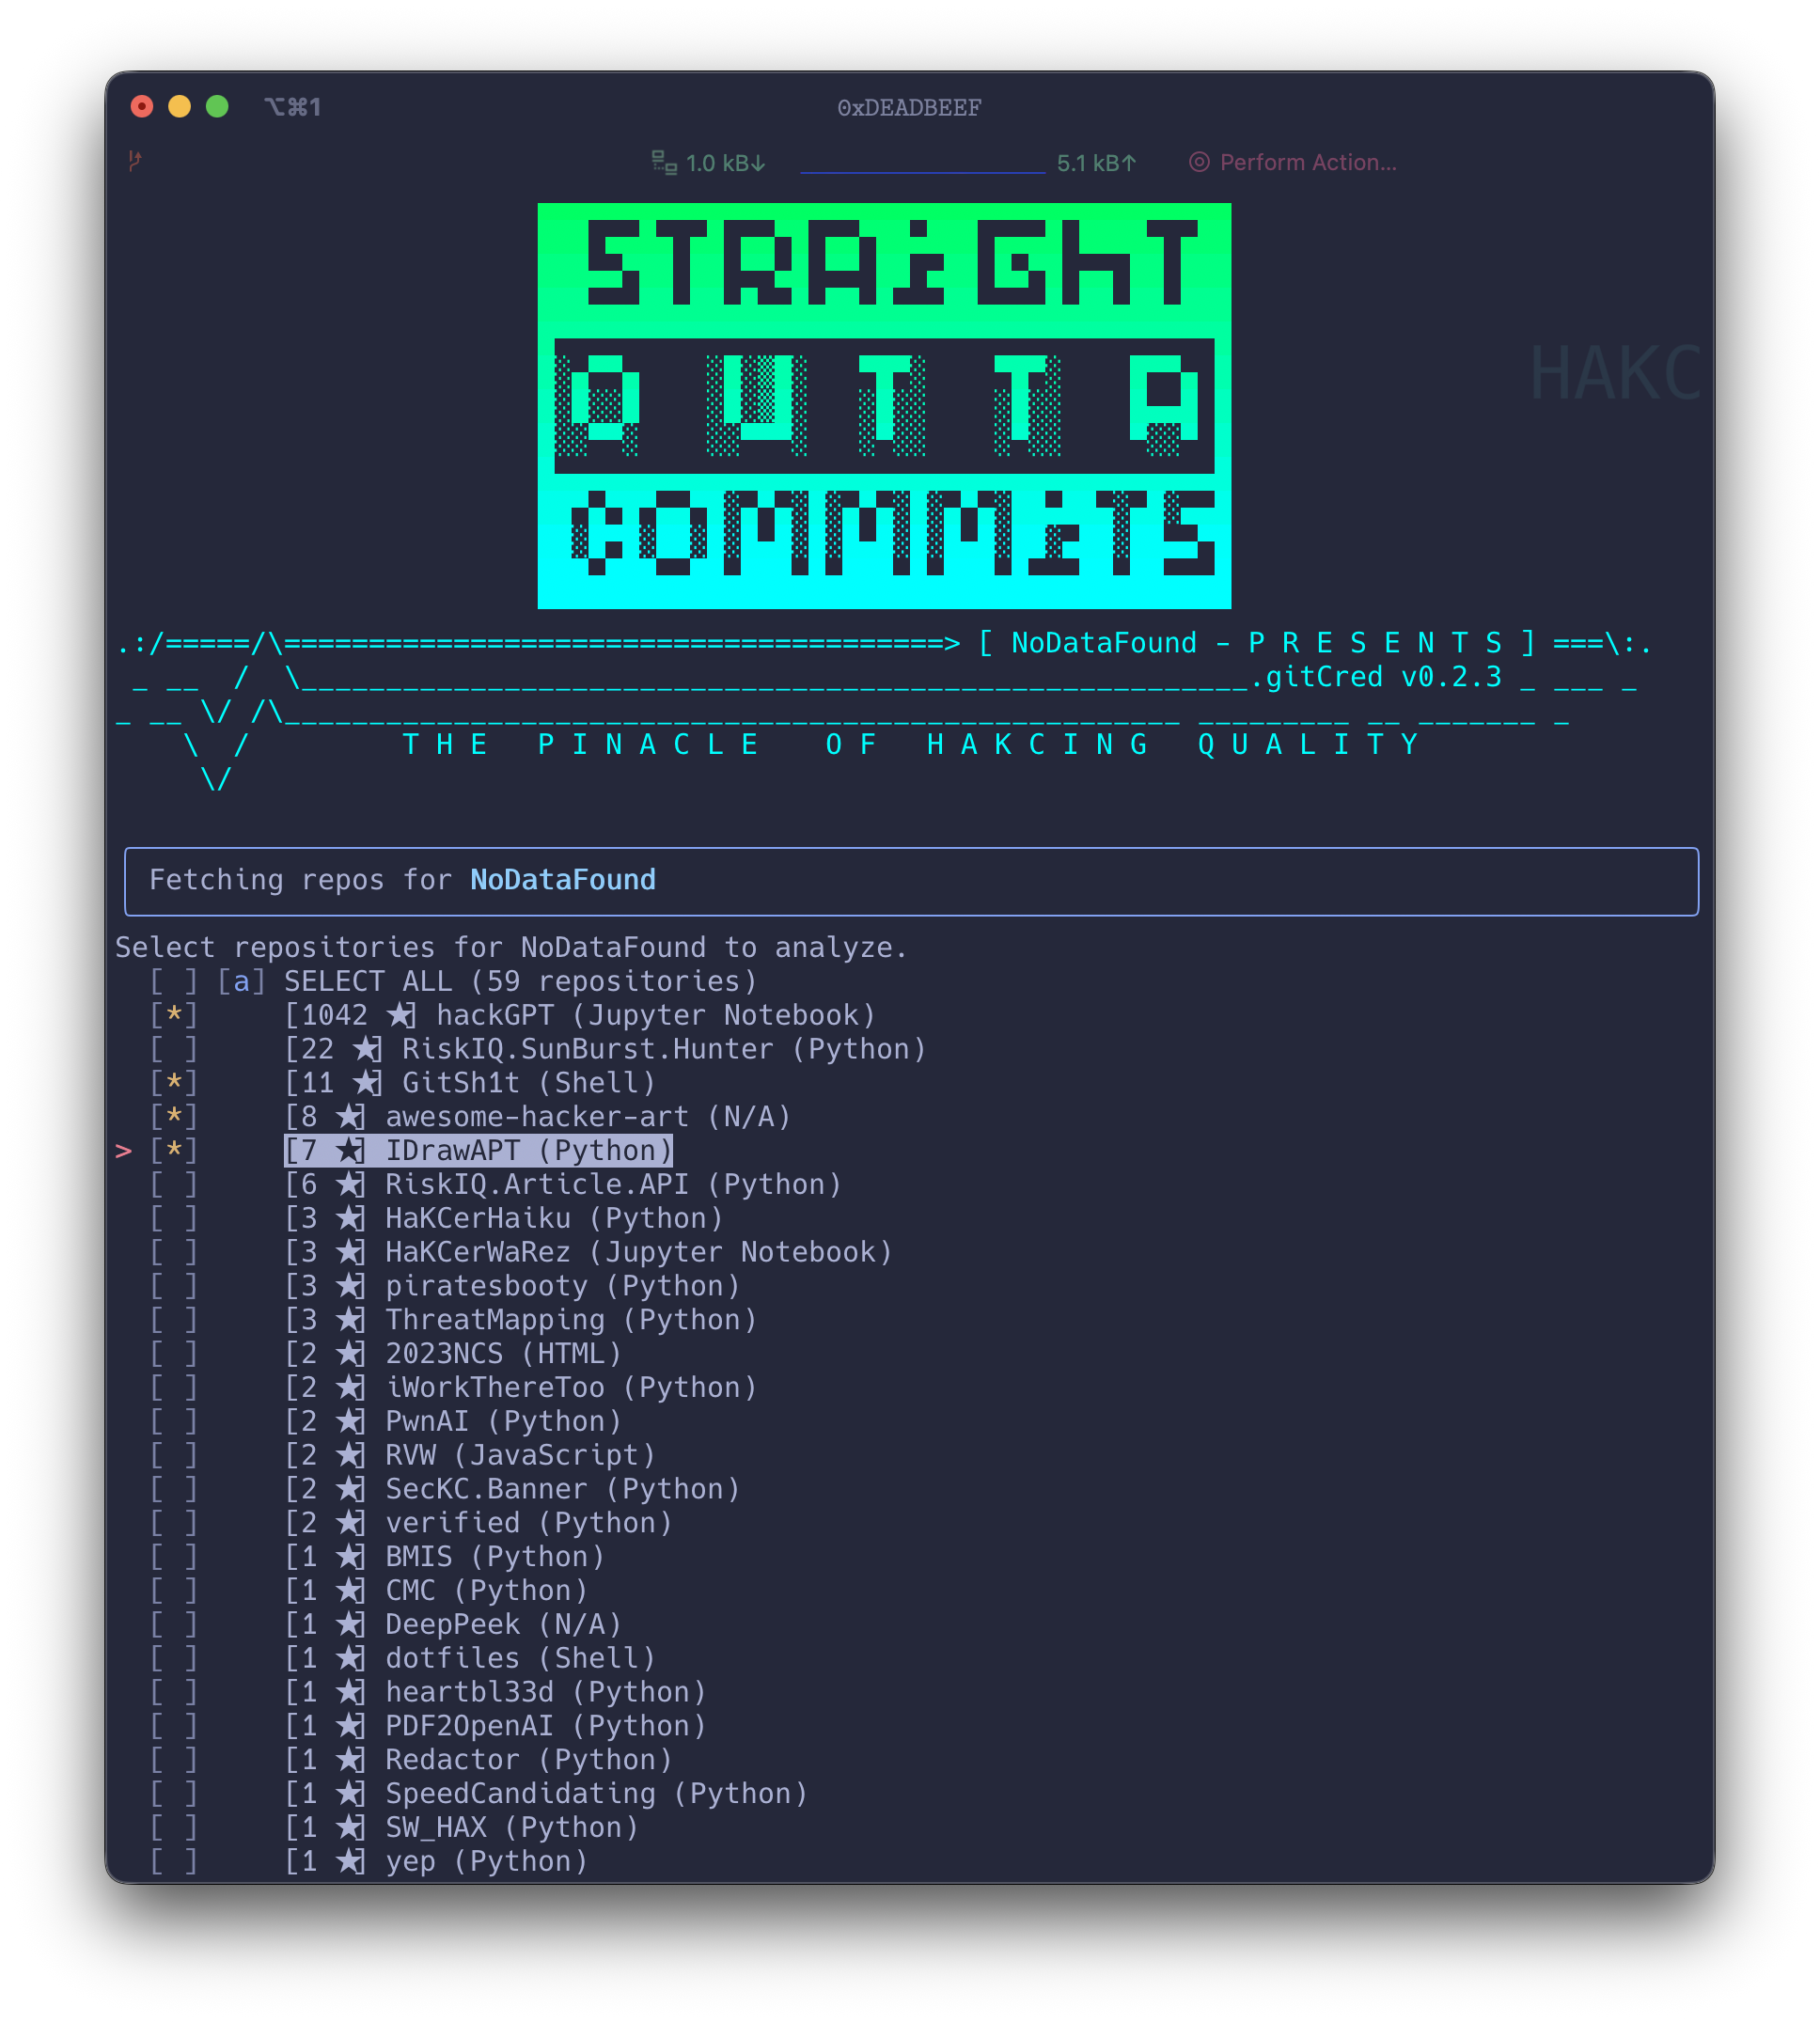 ⌥⌘1 0xDEADBEEF
1.0 kB↓ 5.1 kB↑ Perform Action...
STRAiGhT
OUTTA
COMMiTS
HAKC
.:/=====/\=======================================> [ NoDataFound - P R E S E N T S ] ===\:.
_ __ / \________________________________________________________.gitCred v0.2.3 _ ___ _
_ __ \/ /\_____________________________________________________ _________ __ _______ _
\ / T H E P I N A C L E O F H A K C I N G Q U A L I T Y
\/
Fetching repos for NoDataFound
Select repositories for NoDataFound to analyze.
[ ] [a] SELECT ALL (59 repositories)
[*] [1042 ★] hackGPT (Jupyter Notebook)
[ ] [22 ★] RiskIQ.SunBurst.Hunter (Python)
[*] [11 ★] GitSh1t (Shell)
[*] [8 ★] awesome-hacker-art (N/A)
> [*] [7 ★] IDrawAPT (Python)
[ ] [6 ★] RiskIQ.Article.API (Python)
[ ] [3 ★] HaKCerHaiku (Python)
[ ] [3 ★] HaKCerWaRez (Jupyter Notebook)
[ ] [3 ★] piratesbooty (Python)
[ ] [3 ★] ThreatMapping (Python)
[ ] [2 ★] 2023NCS (HTML)
[ ] [2 ★] iWorkThereToo (Python)
[ ] [2 ★] PwnAI (Python)
[ ] [2 ★] RVW (JavaScript)
[ ] [2 ★] SecKC.Banner (Python)
[ ] [2 ★] verified (Python)
[ ] [1 ★] BMIS (Python)
[ ] [1 ★] CMC (Python)
[ ] [1 ★] DeepPeek (N/A)
[ ] [1 ★] dotfiles (Shell)
[ ] [1 ★] heartbl33d (Python)
[ ] [1 ★] PDF2OpenAI (Python)
[ ] [1 ★] Redactor (Python)
[ ] [1 ★] SpeedCandidating (Python)
[ ] [1 ★] SW_HAX (Python)
[ ] [1 ★] yep (Python)